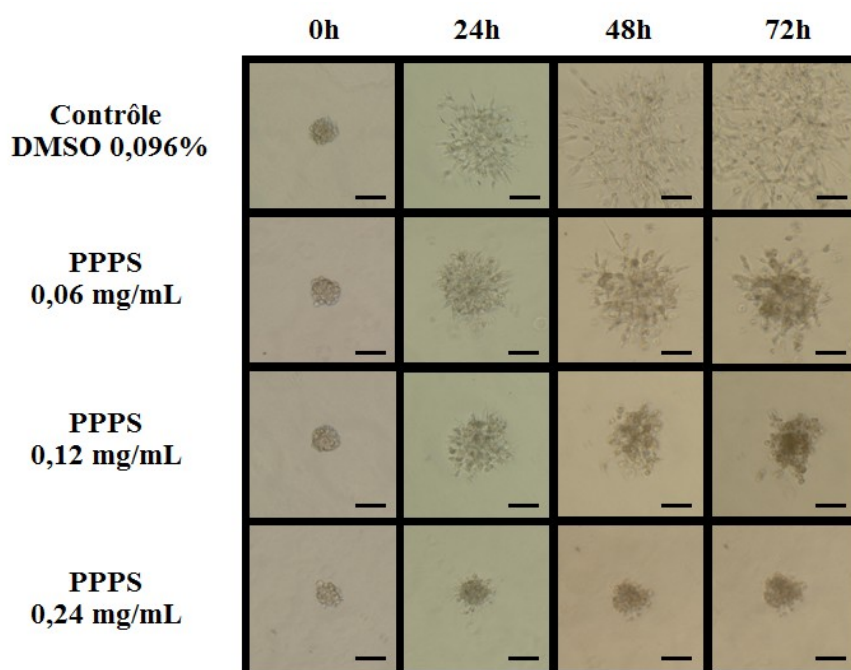 0h 24h 48h 72h
Contrôle
DMSO 0,096%
PPPS
0,06 mg/mL
PPPS
0,12 mg/mL
PPPS
0,24 mg/mL